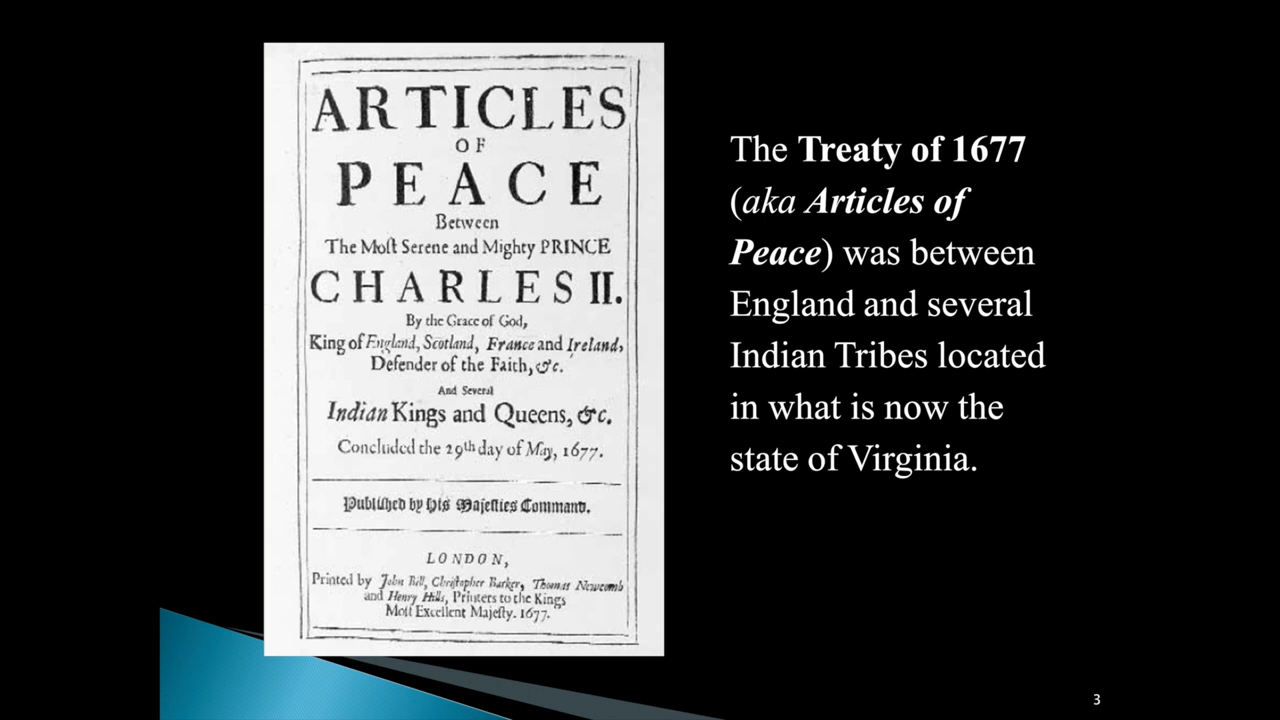 ARTICLES
OF
PEACE
Between
The Moſt Serene and Mighty PRINCE
CHARLES II.
By the Grace of God,
King of England, Scotland, France and Ireland,
Defender of the Faith, &c.
And Several
Indian Kings and Queens, &c.
Concluded the 29th day of May, 1677.
Publiſhed by His Majeſties Command.
LONDON,
Printed by John Bill, Chriſtopher Barker, Thomas Newcomb
and Henry Hills, Printers to the Kings
Moſt Excellent Majeſty. 1677.
The Treaty of 1677
(aka Articles of
Peace) was between
England and several
Indian Tribes located
in what is now the
state of Virginia.
3